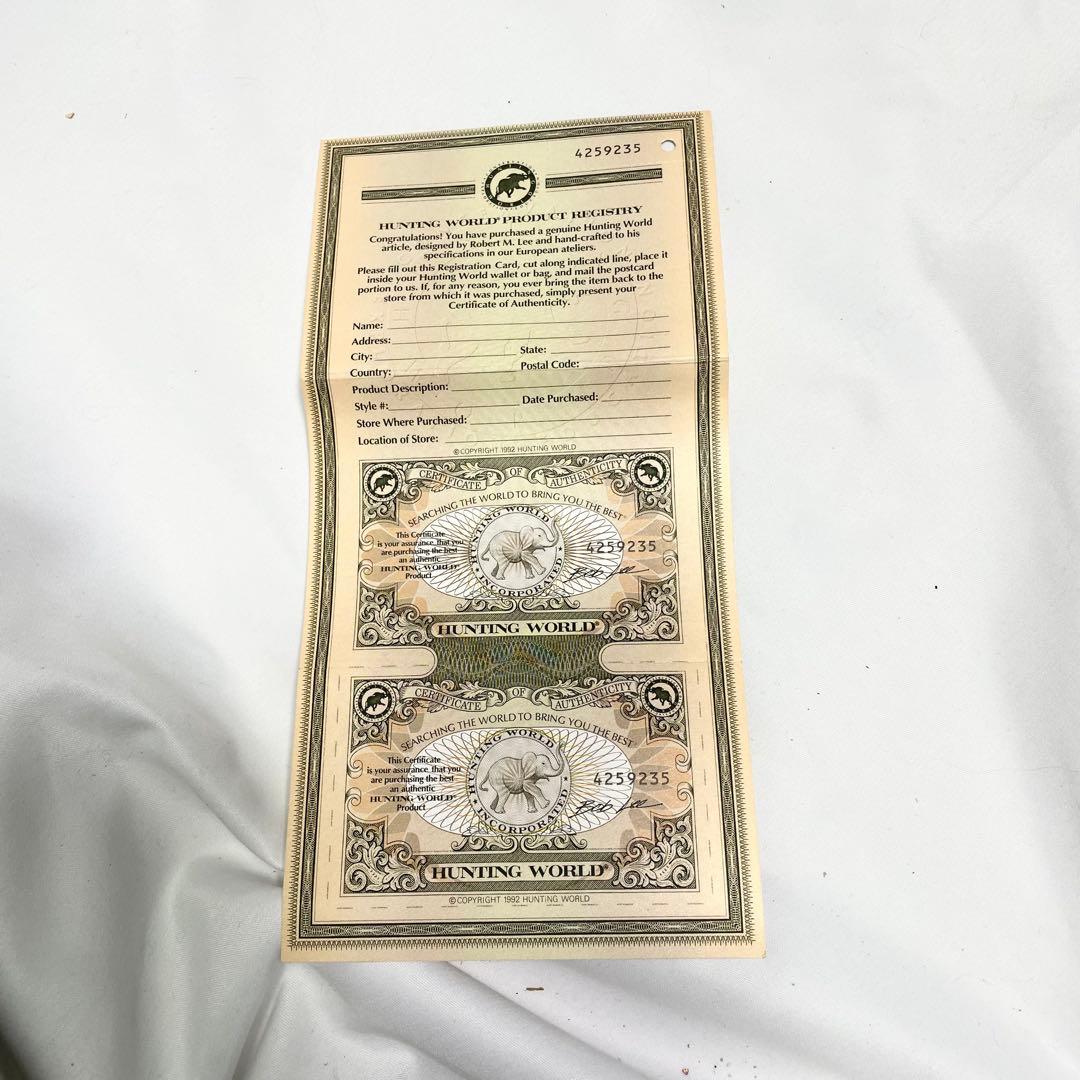 4259235
HUNTING WORLD® PRODUCT REGISTRY
Congratulations! You have purchased a genuine Hunting World
article, designed by Robert M. Lee and hand-crafted to his
specifications in our European ateliers.
Please fill out this Registration Card, cut along indicated line, place it
inside your Hunting World wallet or bag, and mail the postcard
portion to us. If, for any reason, you ever bring the item back to the
store from which it was purchased, simply present your
Certificate of Authenticity.
Name:
Address:
City: State:
Country: Postal Code:
Product Description:
Style #: Date Purchased:
Store Where Purchased:
Location of Store:
© COPYRIGHT 1992 HUNTING WORLD
CERTIFICATE OF AUTHENTICITY
SEARCHING THE WORLD TO BRING YOU THE BEST™
This Certificate
is your assurance that you
are purchasing the best
an authentic
HUNTING WORLD®
Product
HUNTING WORLD
INCORPORATED
4259235
Bob Lee
HUNTING WORLD®
CERTIFICATE OF AUTHENTICITY
SEARCHING THE WORLD TO BRING YOU THE BEST™
This Certificate
is your assurance that you
are purchasing the best
an authentic
HUNTING WORLD®
Product
HUNTING WORLD
INCORPORATED
4259235
Bob Lee
HUNTING WORLD®
© COPYRIGHT 1992 HUNTING WORLD